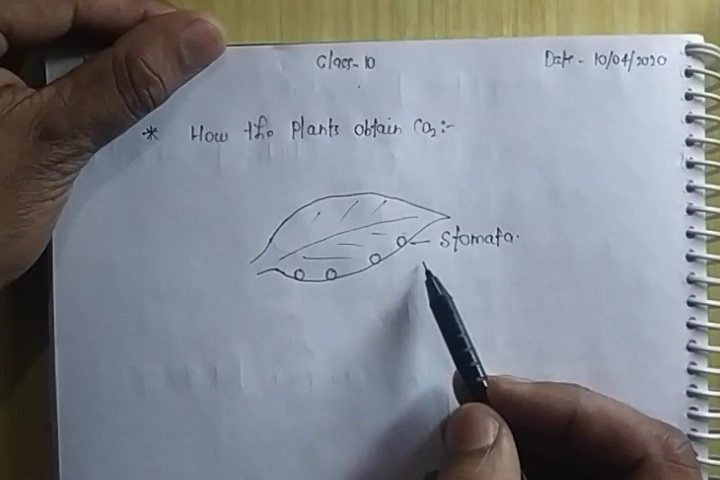 Class-10
Date - 10/04/2020
* How the Plants obtain CO2:-
Stomata.